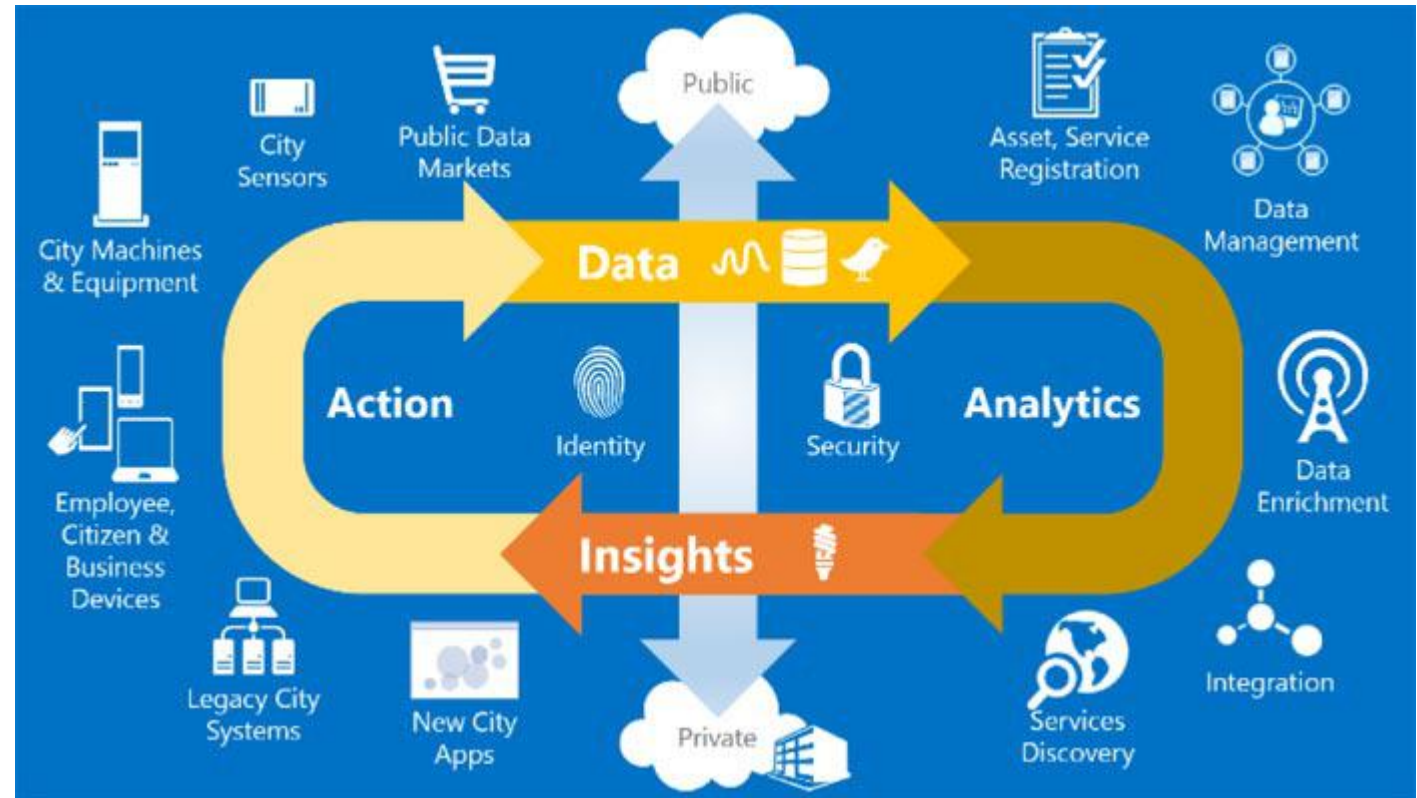 Public
City
Sensors
Public Data
Markets
Asset, Service
Registration
City Machines
& Equipment
Data
Management
Data
Action
Identity
Security
Analytics
Employee,
Citizen &
Business
Devices
Data
Enrichment
Insights
Legacy City
Systems
New City
Apps
Private
Services
Discovery
Integration